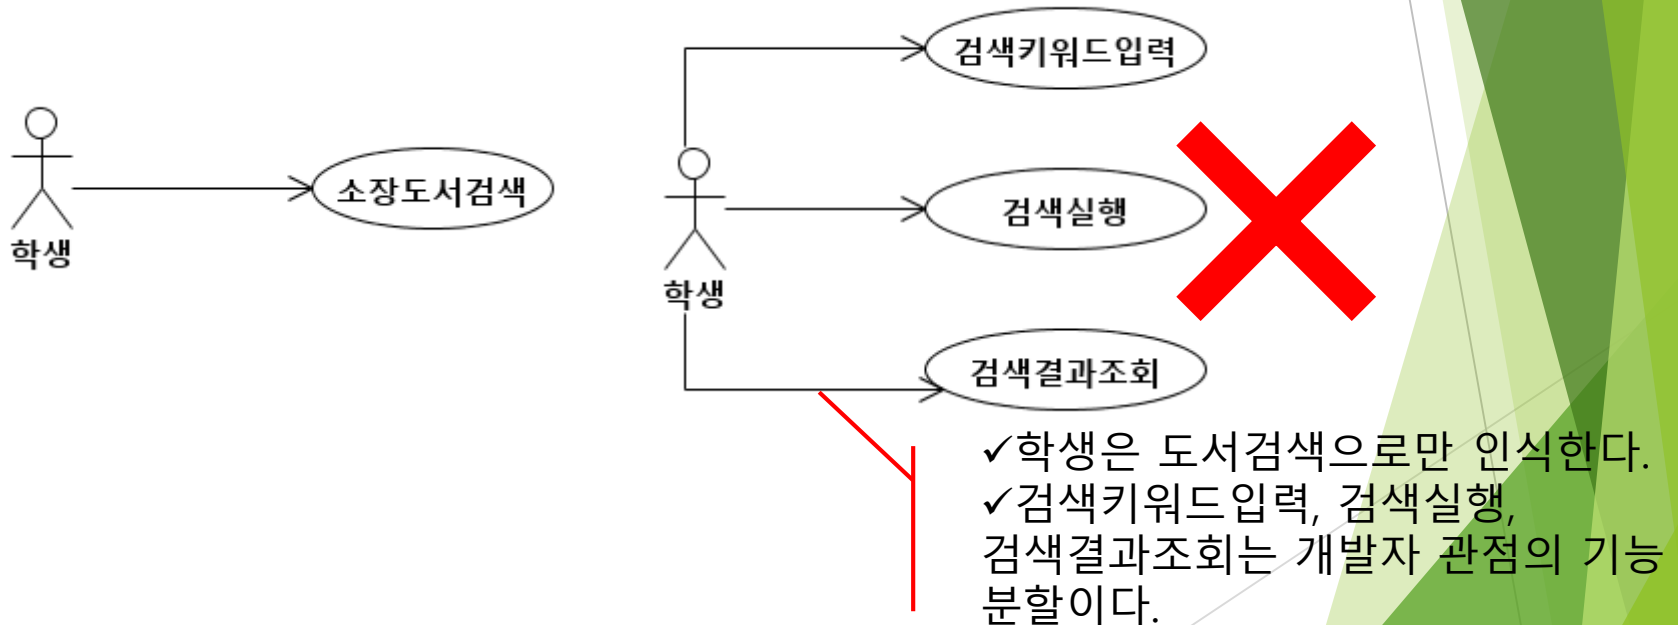 소장도서검색
학생
검색키워드입력
검색실행
학생
검색결과조회
✓학생은 도서검색으로만 인식한다.
✓검색키워드입력, 검색실행,
검색결과조회는 개발자 관점의 기능
분할이다.